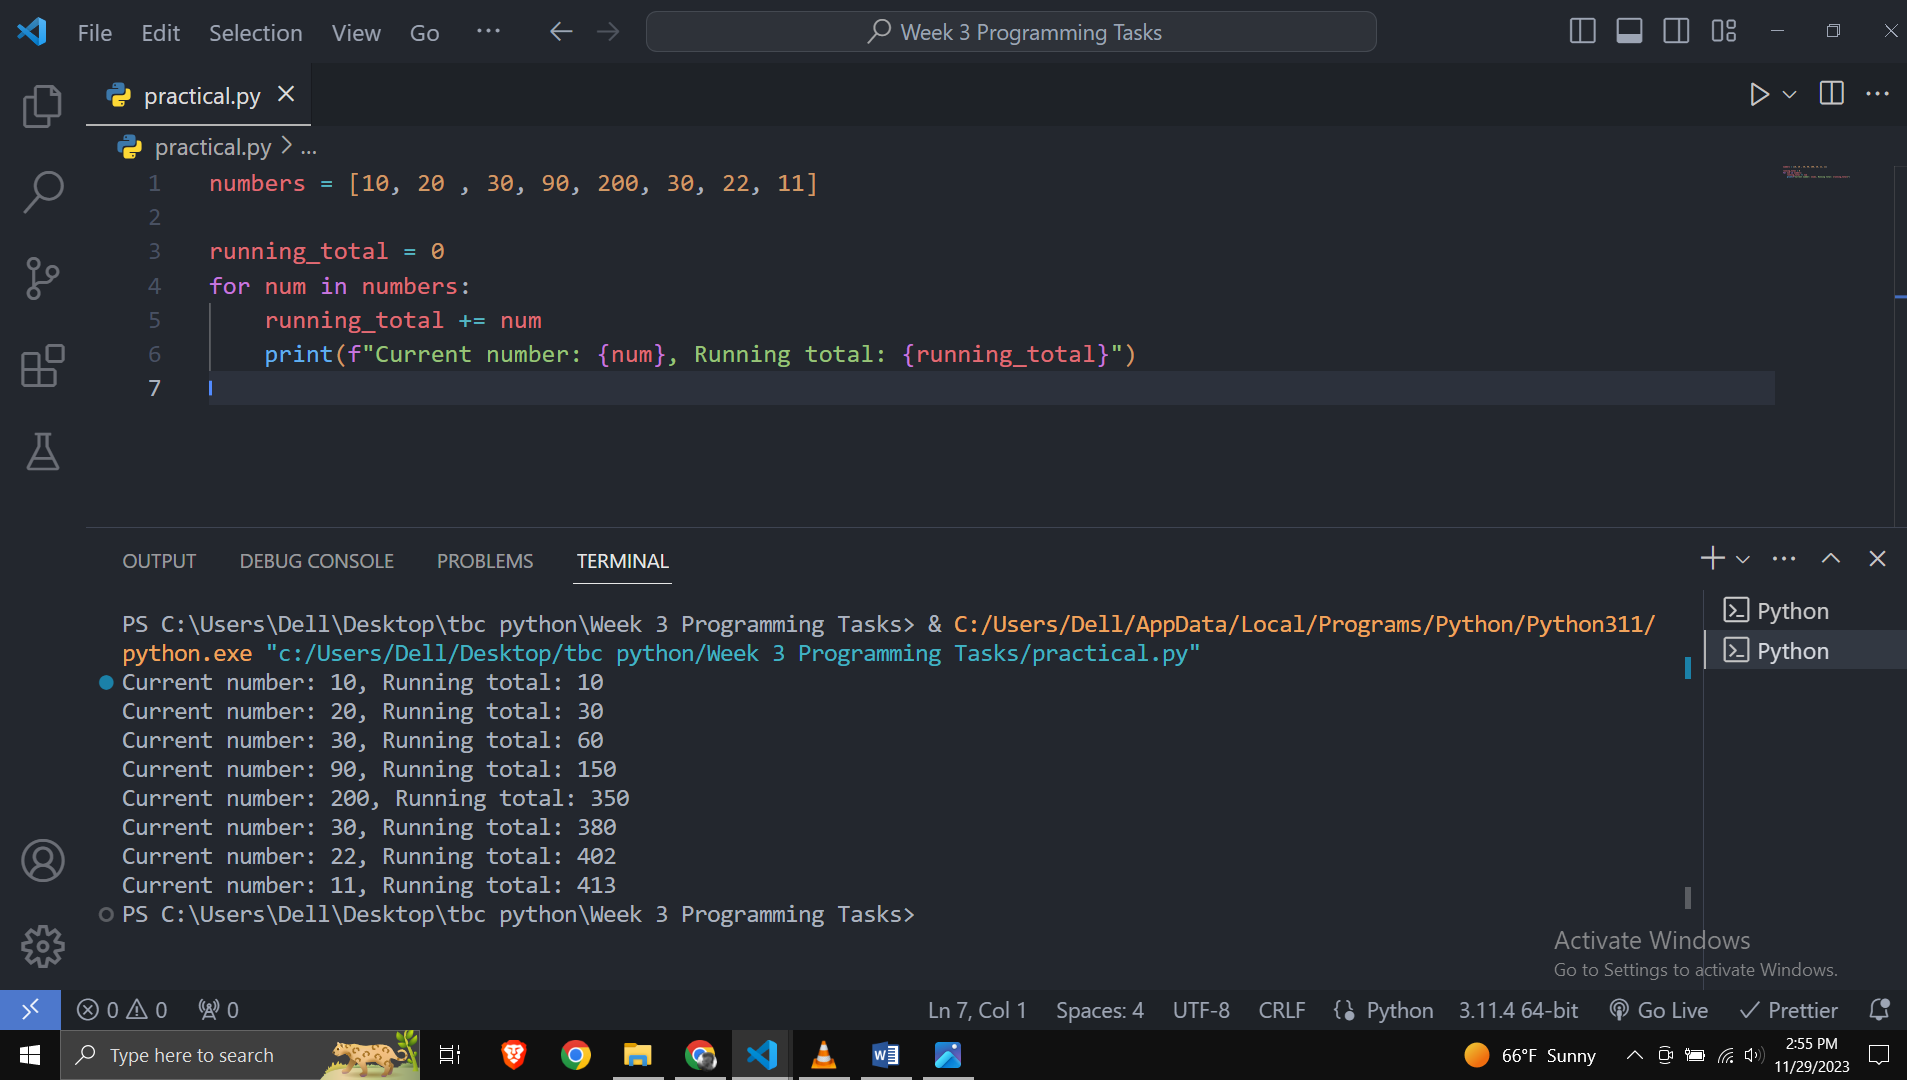 File Edit Selection View Go ··· Week 3 Programming Tasks
practical.py
practical.py > ...
1 numbers = [10, 20 , 30, 90, 200, 30, 22, 11]
2
3 running_total = 0
4 for num in numbers:
5 running_total += num
6 print(f"Current number: {num}, Running total: {running_total}")
7
OUTPUT DEBUG CONSOLE PROBLEMS TERMINAL
PS C:\Users\Dell\Desktop\tbc python\Week 3 Programming Tasks> & C:/Users/Dell/AppData/Local/Programs/Python/Python311/
python.exe "c:/Users/Dell/Desktop/tbc python/Week 3 Programming Tasks/practical.py"
Current number: 10, Running total: 10
Current number: 20, Running total: 30
Current number: 30, Running total: 60
Current number: 90, Running total: 150
Current number: 200, Running total: 350
Current number: 30, Running total: 380
Current number: 22, Running total: 402
Current number: 11, Running total: 413
PS C:\Users\Dell\Desktop\tbc python\Week 3 Programming Tasks>
Python
Python
Activate Windows
Go to Settings to activate Windows.
0 0 0 Ln 7, Col 1 Spaces: 4 UTF-8 CRLF Python 3.11.4 64-bit Go Live Prettier
Type here to search
66°F Sunny
2:55 PM
11/29/2023